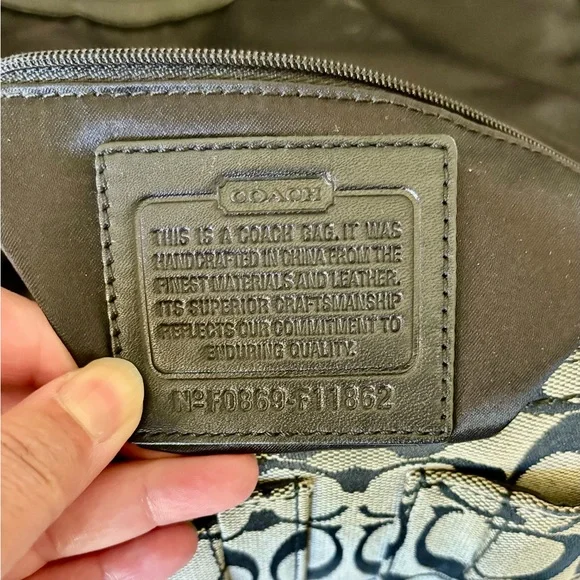 COACH
THIS IS A COACH BAG. IT WAS
HANDCRAFTED IN CHINA FROM THE
FINEST MATERIALS AND LEATHER.
ITS SUPERIOR CRAFTSMANSHIP
REFLECTS OUR COMMITMENT TO
ENDURING QUALITY.
Nº F0869-F11862